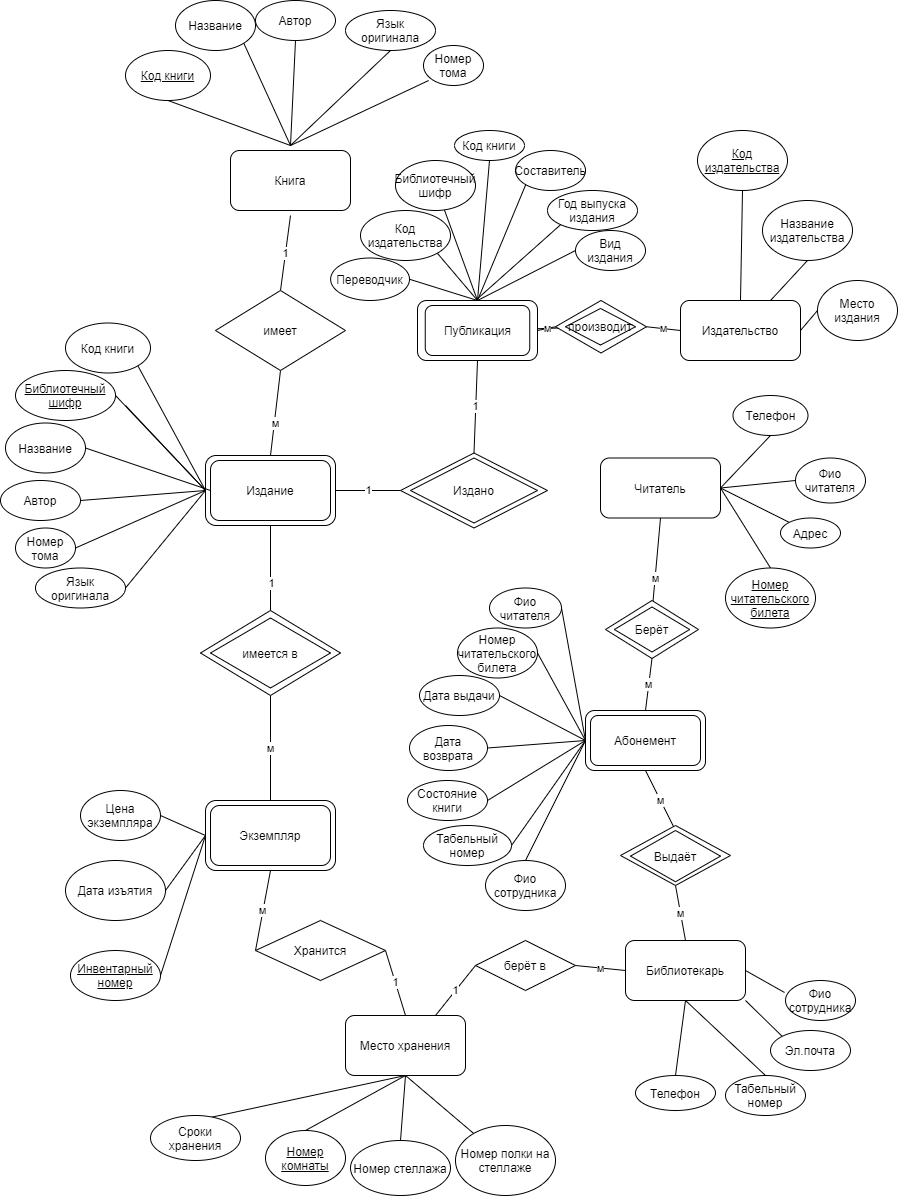 Название
Автор
Язык
оригинала
Код книги
Номер
тома
Книга
1
имеет
м
Код книги
Библиотечный
шифр
Составитель
Код
издательства
Год выпуска
издания
Переводчик
Вид
издания
Публикация
м
производит
м
Издательство
Код
издательства
Название
издательства
Место
издания
Код книги
Библиотечный
шифр
Название
Автор
Номер
тома
Язык
оригинала
Издание
1
Издано
1
Читатель
Телефон
Фио
читателя
Адрес
Номер
читательского
билета
м
Берёт
м
1
имеется в
м
Фио
читателя
Номер
читательского
билета
Дата выдачи
Дата
возврата
Состояние
книги
Табельный
номер
Фио
сотрудника
Абонемент
м
Выдаёт
м
Цена
экземпляра
Дата изъятия
Инвентарный
номер
Экземпляр
м
Хранится
1
берёт в
1
м
Библиотекарь
Фио
сотрудника
Эл.почта
Табельный
номер
Телефон
Место хранения
Сроки
хранения
Номер
комнаты
Номер стеллажа
Номер полки на
стеллаже